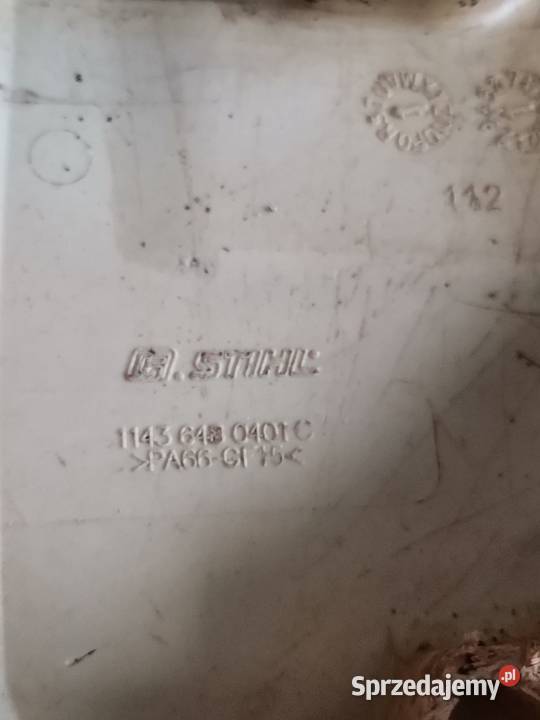 112
STIHL
1143 648 0401 C
>PA66-GF15<
Sprzedajemy.pl